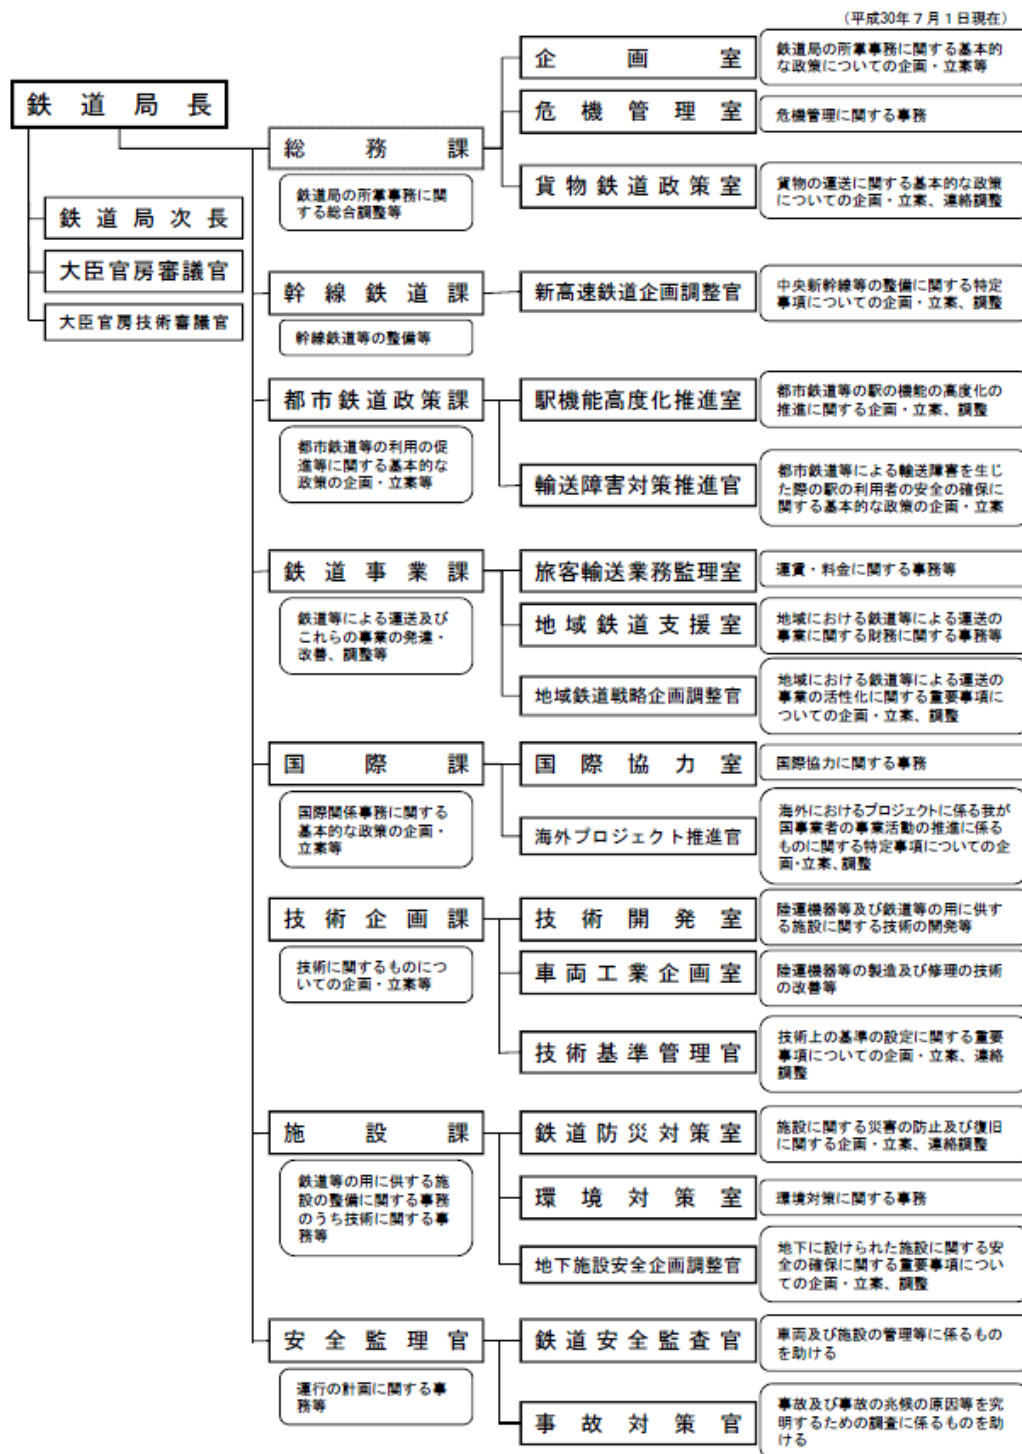 （平成30年７月１日現在）
鉄道局長
鉄道局次長
大臣官房審議官
大臣官房技術審議官
総務課
鉄道局の所掌事務に関
する総合調整等
企画室
鉄道局の所掌事務に関する基本的
な政策についての企画・立案等
危機管理室
危機管理に関する事務
貨物鉄道政策室
貨物の運送に関する基本的な政策
についての企画・立案、連絡調整
幹線鉄道課
幹線鉄道等の整備等
新高速鉄道企画調整官
中央新幹線等の整備に関する特定
事項についての企画・立案、調整
都市鉄道政策課
都市鉄道等の利用の促
進等に関する基本的な
政策の企画・立案等
駅機能高度化推進室
都市鉄道等の駅の機能の高度化の
推進に関する企画・立案、調整
輸送障害対策推進官
都市鉄道等による輸送障害を生じ
た際の駅の利用者の安全の確保に
関する基本的な政策の企画・立案
鉄道事業課
鉄道等による運送及び
これらの事業の発達・
改善、調整等
旅客輸送業務監理室
運賃・料金に関する事務等
地域鉄道支援室
地域における鉄道等による運送の
事業に関する財務に関する事務等
地域鉄道戦略企画調整官
地域における鉄道等による運送の
事業の活性化に関する重要事項に
ついての企画・立案、調整
国際課
国際関係事務に関する
基本的な政策の企画・
立案等
国際協力室
国際協力に関する事務
海外プロジェクト推進官
海外におけるプロジェクトに係る我が
国事業者の事業活動の推進に係る
ものに関する特定事項についての企
画・立案、調整
技術企画課
技術に関するものにつ
いての企画・立案等
技術開発室
陸運機器等及び鉄道等の用に供す
る施設に関する技術の開発等
車両工業企画室
陸運機器等の製造及び修理の技術
の改善等
技術基準管理官
技術上の基準の設定に関する重要
事項についての企画・立案、連絡
調整
施設課
鉄道等の用に供する施
設の整備に関する事務
のうち技術に関する事
務等
鉄道防災対策室
施設に関する災害の防止及び復旧
に関する企画・立案、連絡調整
環境対策室
環境対策に関する事務
地下施設安全企画調整官
地下に設けられた施設に関する安
全の確保に関する重要事項につい
ての企画・立案、調整
安全監理官
運行の計画に関する事
務等
鉄道安全監査官
車両及び施設の管理等に係るもの
を助ける
事故対策官
事故及び事故の兆候の原因等を究
明するための調査に係るものを助
ける